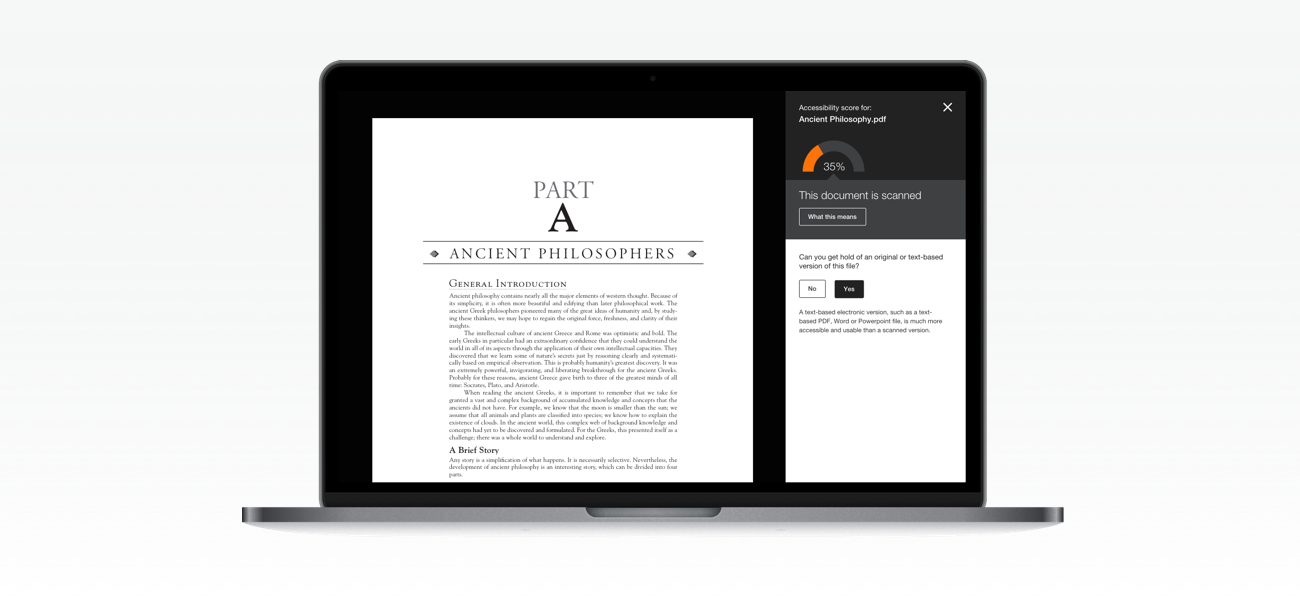 PART
A
ANCIENT PHILOSOPHERS
GENERAL INTRODUCTION
Ancient philosophy contains neatly all the major elements of western thought. Because of
its simplicity, it is often more beautiful and edifying than later philosophical work. The
ancient Greek philosophers pioneered many of the great ideas of humanity and, by study-
ing these thinkers, we may hope to regain the original force, freshness, and clarity of their
insights.
The intellectual culture of ancient Greece and Rome was optimistic and bold. The
early Greeks in particular had an extraordinary confidence that they could understand the
world in all of its aspects through the application of their own intellectual capacities. They
discovered that we learn some of nature's secrets just by reasoning clearly and systemati-
cally based on empirical observation. This is probably humanity's greatest discovery. It was
an extremely powerful, invigorating, and liberating breakthrough for the ancient Greeks.
Probably for these reasons, ancient Greece gave birth to three of the greatest minds of all
time: Socrates, Plato, and Aristotle.
When reading the ancient Greeks, it is important to remember that we take for
granted a vast and complex background of accumulated knowledge and concepts that the
ancients did not have. For example, we know that the moon is smaller than the sun; we
assume that all animals and plants are classified into species; we know how to explain the
existence of clouds. In the ancient world, this complex web of background knowledge and
concepts had yet to be discovered and formulated. For the Greeks, this presented itself as a
challenge; there was a whole world to understand and explore.
A Brief Story
Any story is a simplification of what happens. It is necessarily selective. Nevertheless, the
development of ancient philosophy is an interesting story, which can be divided into four
parts.
Accessibility score for:
Ancient Philosophy.pdf
35%
This document is scanned
What this means
Can you get hold of an original or text-based
version of this file?
No
Yes
A text-based electronic version, such as a text-
based PDF, Word or Powerpoint file, is much more
accessible and usable than a scanned version.